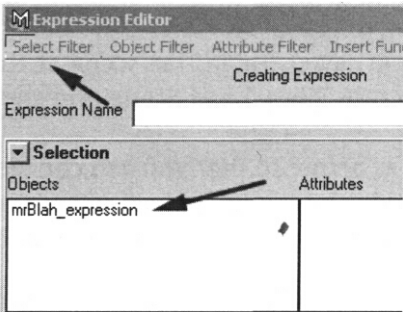 Expression Editor
Select Filter Object Filter Attribute Filter Insert Fun
Creating Expression
Expression Name
Selection
Objects Attributes
mrBlah_expression